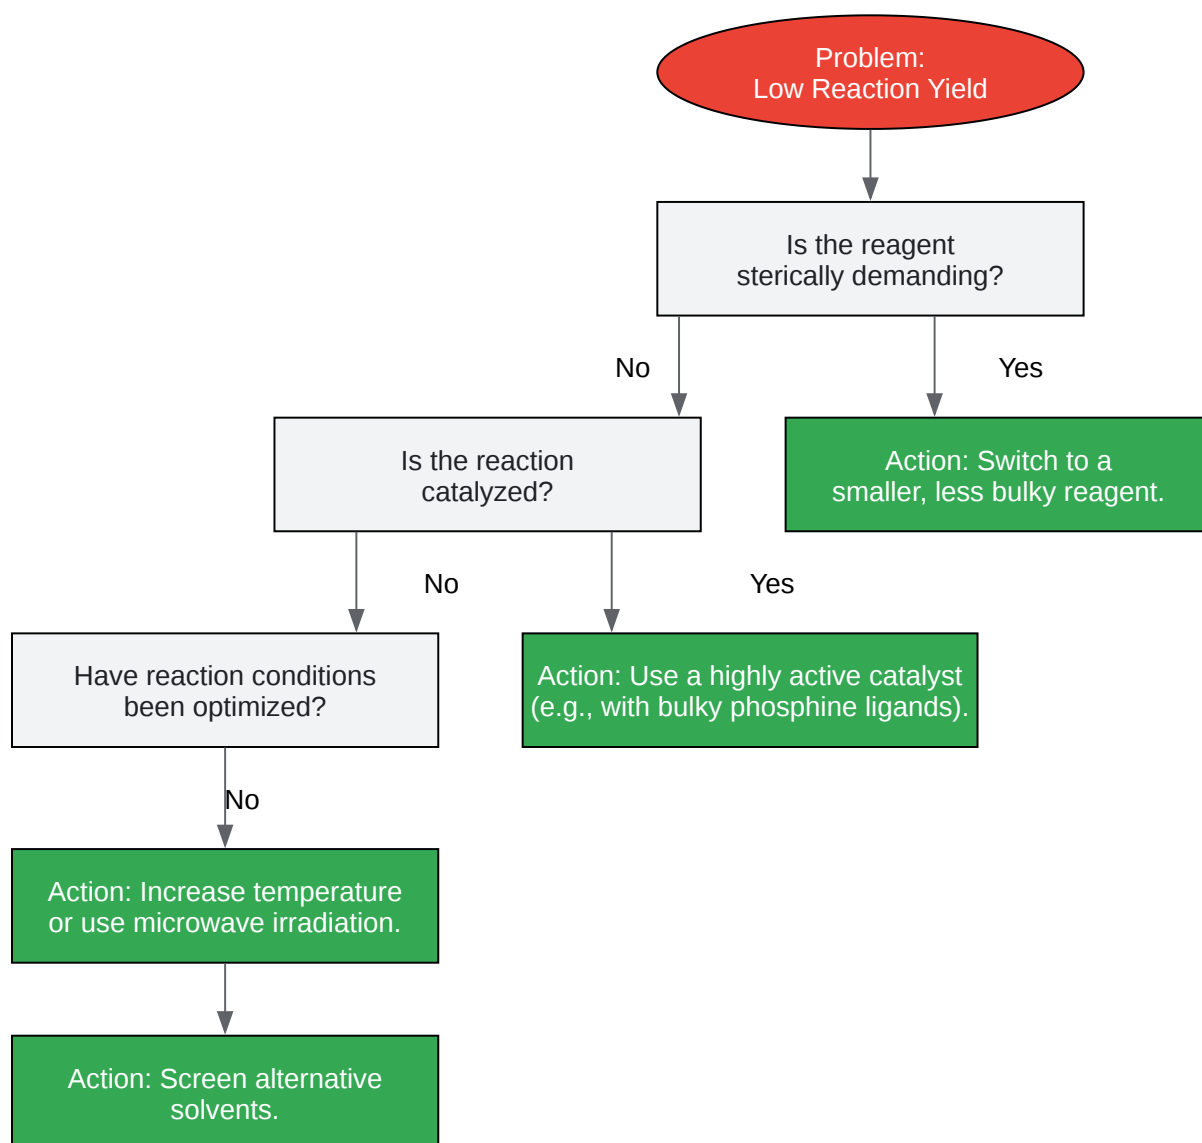 Problem:
Low Reaction Yield
Is the reagent
sterically demanding?
No
Yes
Is the reaction
catalyzed?
Action: Switch to a
smaller, less bulky reagent.
No
Yes
Have reaction conditions
been optimized?
Action: Use a highly active catalyst
(e.g., with bulky phosphine ligands).
No
Action: Increase temperature
or use microwave irradiation.
Action: Screen alternative
solvents.